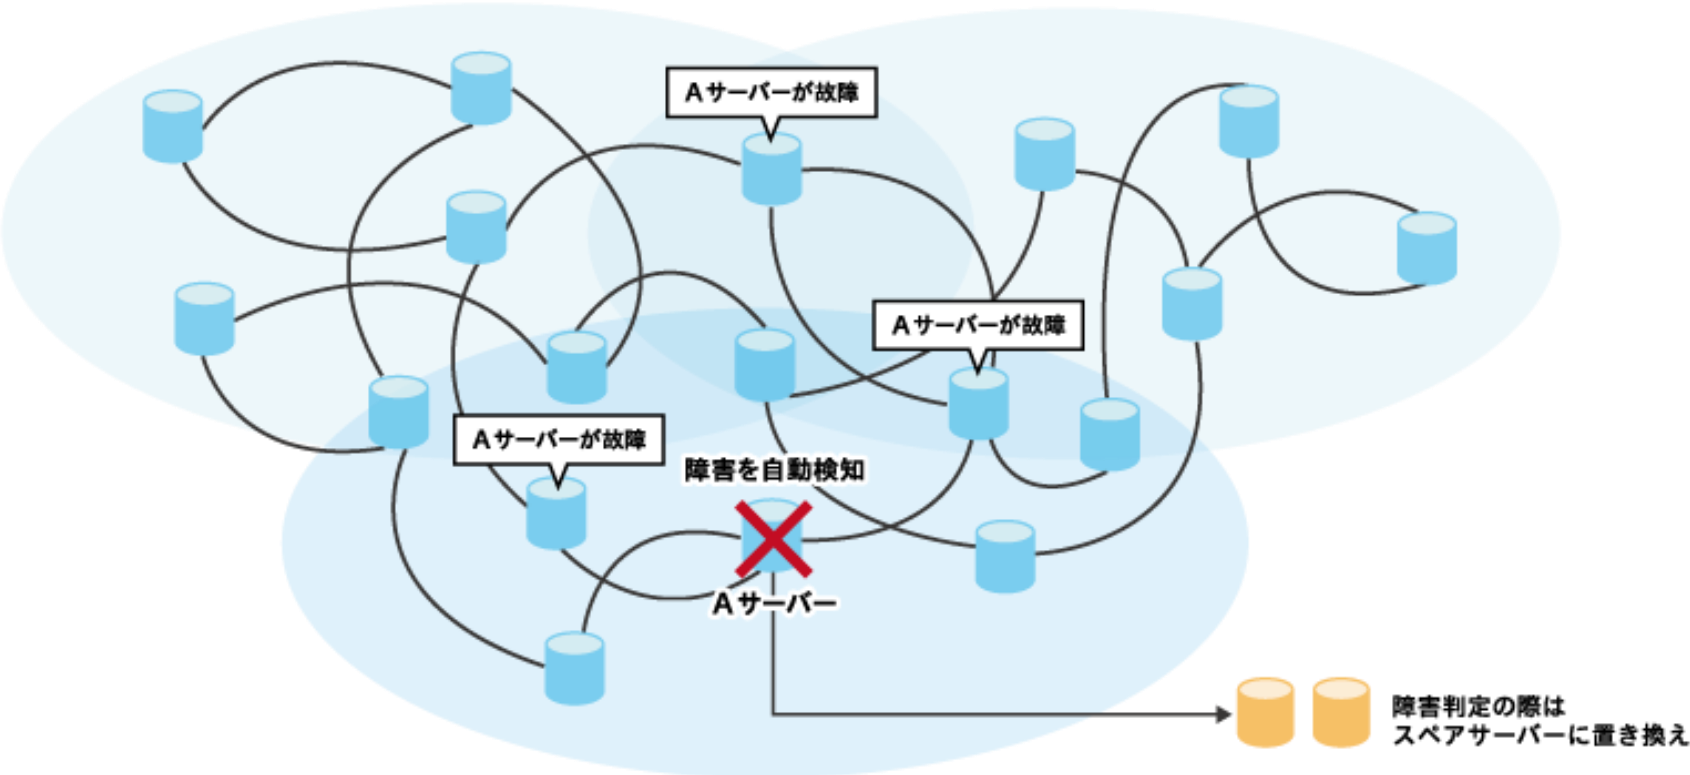 Aサーバーが故障
Aサーバーが故障
Aサーバーが故障
障害を自動検知
Aサーバー
障害判定の際は
スペアサーバーに置き換え